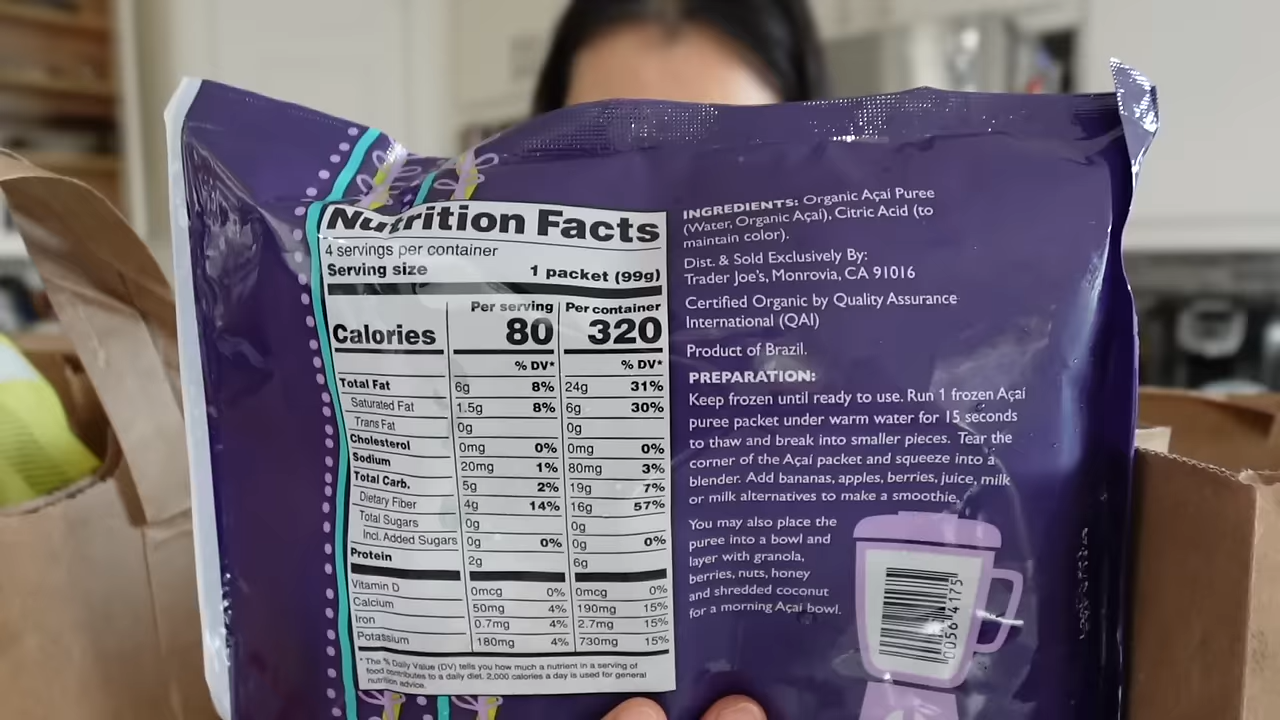 Nutrition Facts
4 servings per container
Serving size 1 packet (99g)
Per serving Per container
Calories 80 320
% DV* % DV*
Total Fat 6g 8% 24g 31%
Saturated Fat 1.5g 8% 6g 30%
Trans Fat 0g 0g
Cholesterol 0mg 0% 0mg 0%
Sodium 20mg 1% 80mg 3%
Total Carb. 5g 2% 19g 7%
Dietary Fiber 4g 14% 16g 57%
Total Sugars 0g 0g
Incl. Added Sugars 0g 0% 0g 0%
Protein 2g 6g
Vitamin D 0mcg 0% 0mcg 0%
Calcium 50mg 4% 190mg 15%
Iron 0.7mg 4% 2.7mg 15%
Potassium 180mg 4% 730mg 15%
* The % Daily Value (DV) tells you how much a nutrient in a serving of
food contributes to a daily diet. 2,000 calories a day is used for general
nutrition advice.
INGREDIENTS: Organic Açaí Puree
(Water, Organic Açaí), Citric Acid (to
maintain color).
Dist. & Sold Exclusively By:
Trader Joe's, Monrovia, CA 91016
Certified Organic by Quality Assurance
International (QAI)
Product of Brazil.
PREPARATION:
Keep frozen until ready to use. Run 1 frozen Açaí
puree packet under warm water for 15 seconds
to thaw and break into smaller pieces. Tear the
corner of the Açaí packet and squeeze into a
blender. Add bananas, apples, berries, juice, milk
or milk alternatives to make a smoothie.
You may also place the
puree into a bowl and
layer with granola,
berries, nuts, honey
and shredded coconut
for a morning Açaí bowl.
00561475